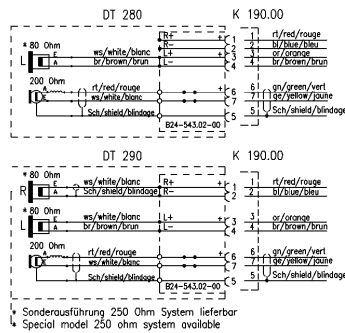 DT 280 K 190.00
R+ + 1 rt/red/rouge
R- 2 bl/blue/bleu
* 80 Ohm
L E ws/white/blanc L+ + 3 or/orange
A br/brown/brun L- 4 br/brown/brun
200 Ohm
A rt/red/rouge + 6 gn/green/vert
E ws/white/blanc 7 ge/yellow/jaune
Sch/shield/blindage 5 Sch/shield/blindage
B24-543.02-00
DT 290 K 190.00
* 80 Ohm
R E ws/white/blanc R+ + 1 rt/red/rouge
A Sch/shield/blindage R- 2 bl/blue/bleu
* 80 Ohm
L E ws/white/blanc L+ + 3 or/orange
A br/brown/brun L- 4 br/brown/brun
200 Ohm
A rt/red/rouge + 6 gn/green/vert
E ws/white/blanc 7 ge/yellow/jaune
Sch/shield/blindage 5 Sch/shield/blindage
B24-543.02-00
* Sonderausführung 250 Ohm System lieferbar
* Special model 250 ohm system available